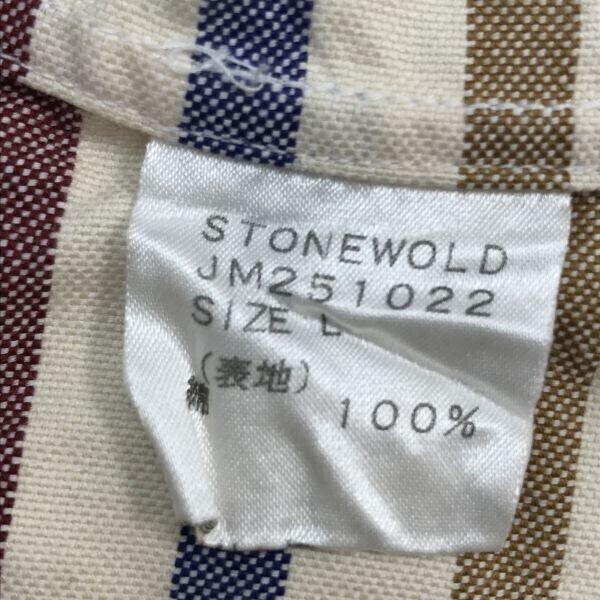 STONEWOLD
JM251022
SIZE L
(表地)
綿 100%